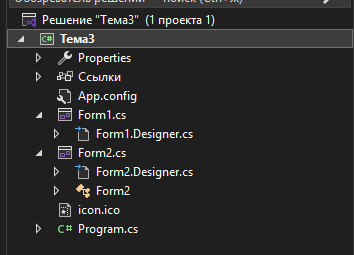 Решение "Тема3" (1 проекта 1)
C# Тема3
Properties
Ссылки
App.config
Form1.cs
Form1.Designer.cs
Form2.cs
Form2.Designer.cs
Form2
icon.ico
C# Program.cs